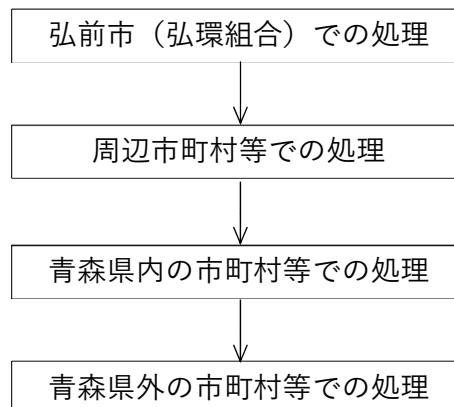 弘前市（弘環組合）での処理
周辺市町村等での処理
青森県内の市町村等での処理
青森県外の市町村等での処理